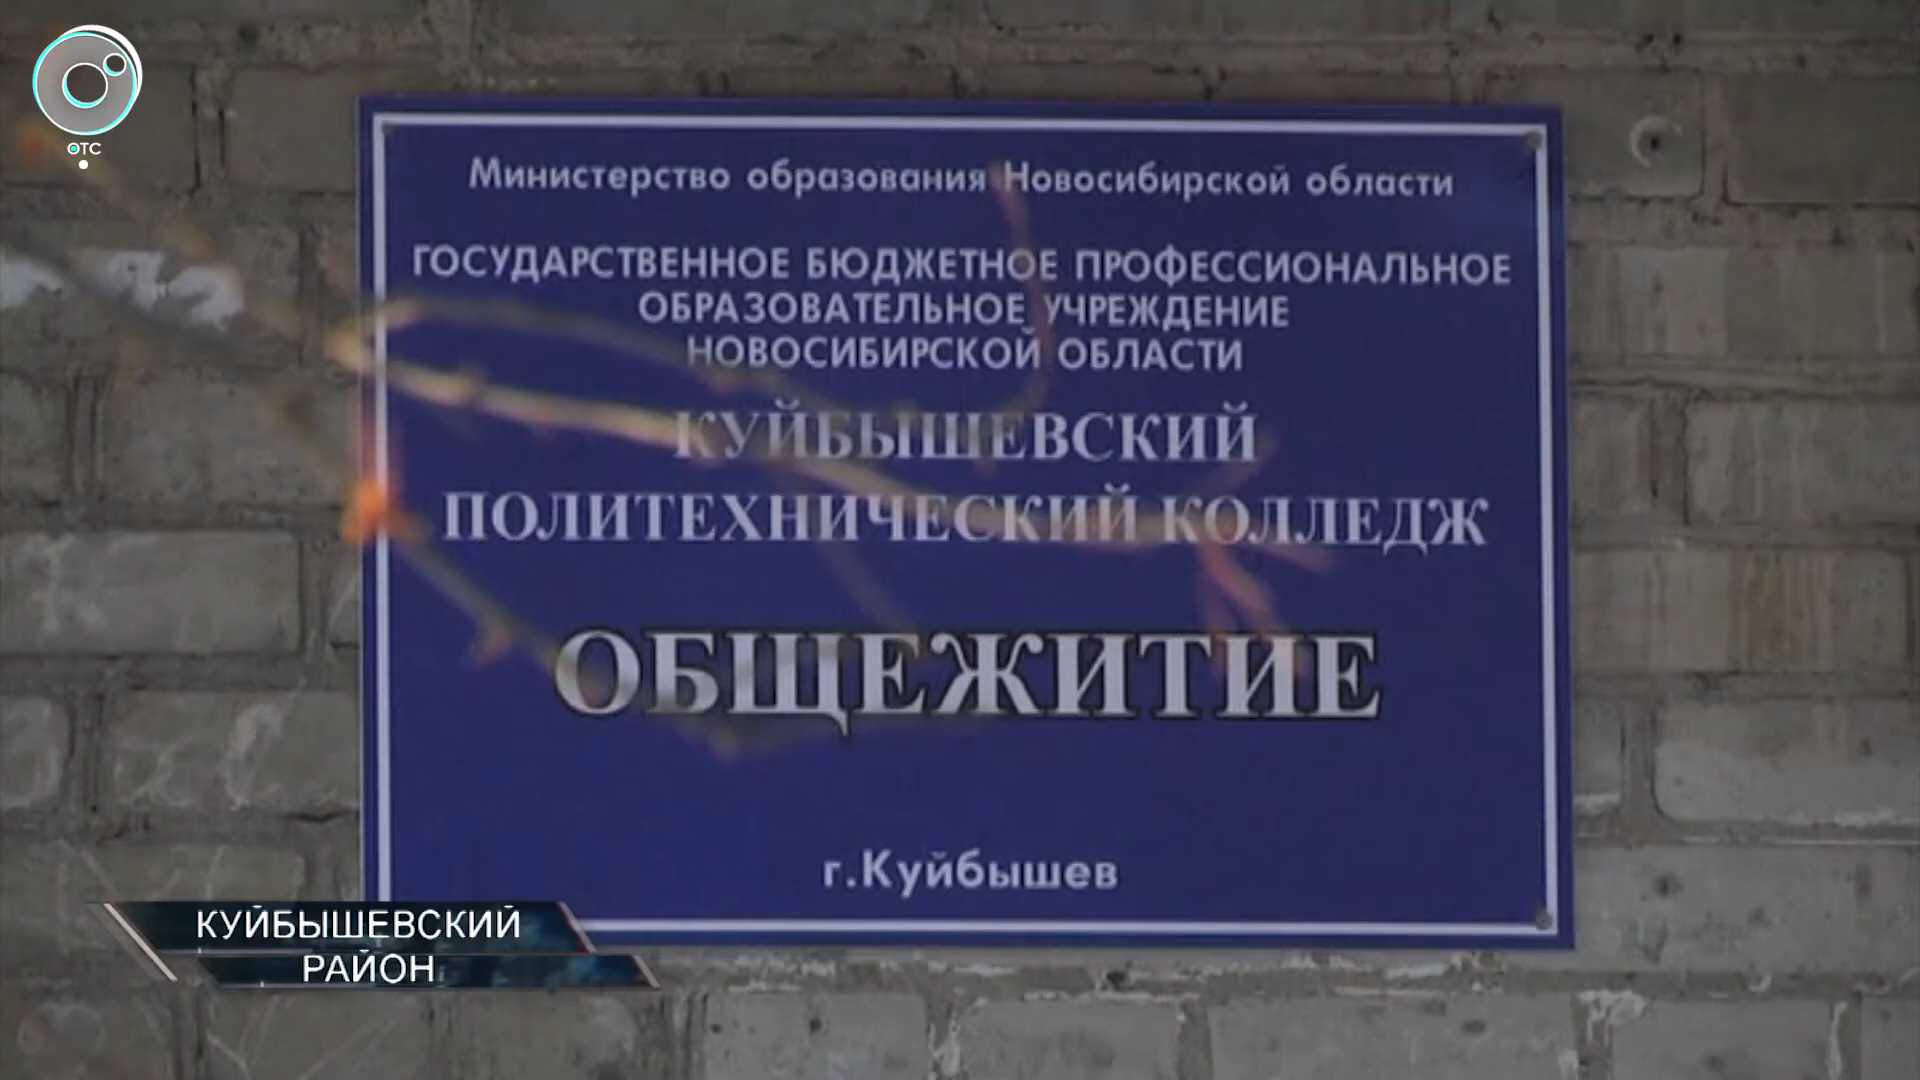 ОТС
Министерство образования Новосибирской области
ГОСУДАРСТВЕННОЕ БЮДЖЕТНОЕ ПРОФЕССИОНАЛЬНОЕ
ОБРАЗОВАТЕЛЬНОЕ УЧРЕЖДЕНИЕ
НОВОСИБИРСКОЙ ОБЛАСТИ
КУЙБЫШЕВСКИЙ
ПОЛИТЕХНИЧЕСКИЙ КОЛЛЕДЖ
ОБЩЕЖИТИЕ
г.Куйбышев
КУЙБЫШЕВСКИЙ
РАЙОН